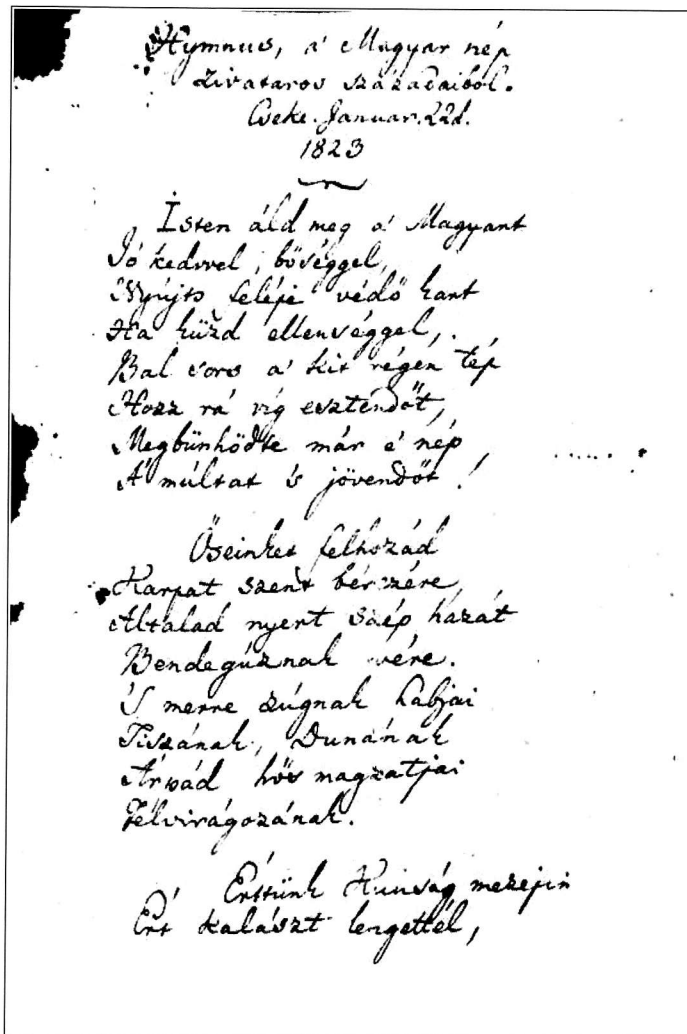 Hymnus, a' Magyar nép
zivataros századaiból.
Cseke. Januar. 22d.
1823
Isten áld meg a' Magyart
Jó kedvvel, bőséggel,
Nyújts feléje védő kart
Ha küzd ellenséggel,
Bal sors a' kit régen tép
Hozz rá víg esztendőt,
Megbünhödte már e' nép
A' múltat 's jövendőt!
Őseinket felhozád
Kárpát szent bérczére
Általad nyert szép hazát
Bendegúznak vére.
'S merre zúgnak habjai
Tiszának, Dunának
Árpád hős magzatjai
Felvirágozának.
Értünk Kunság mezején
Ért kalászt lengettél,